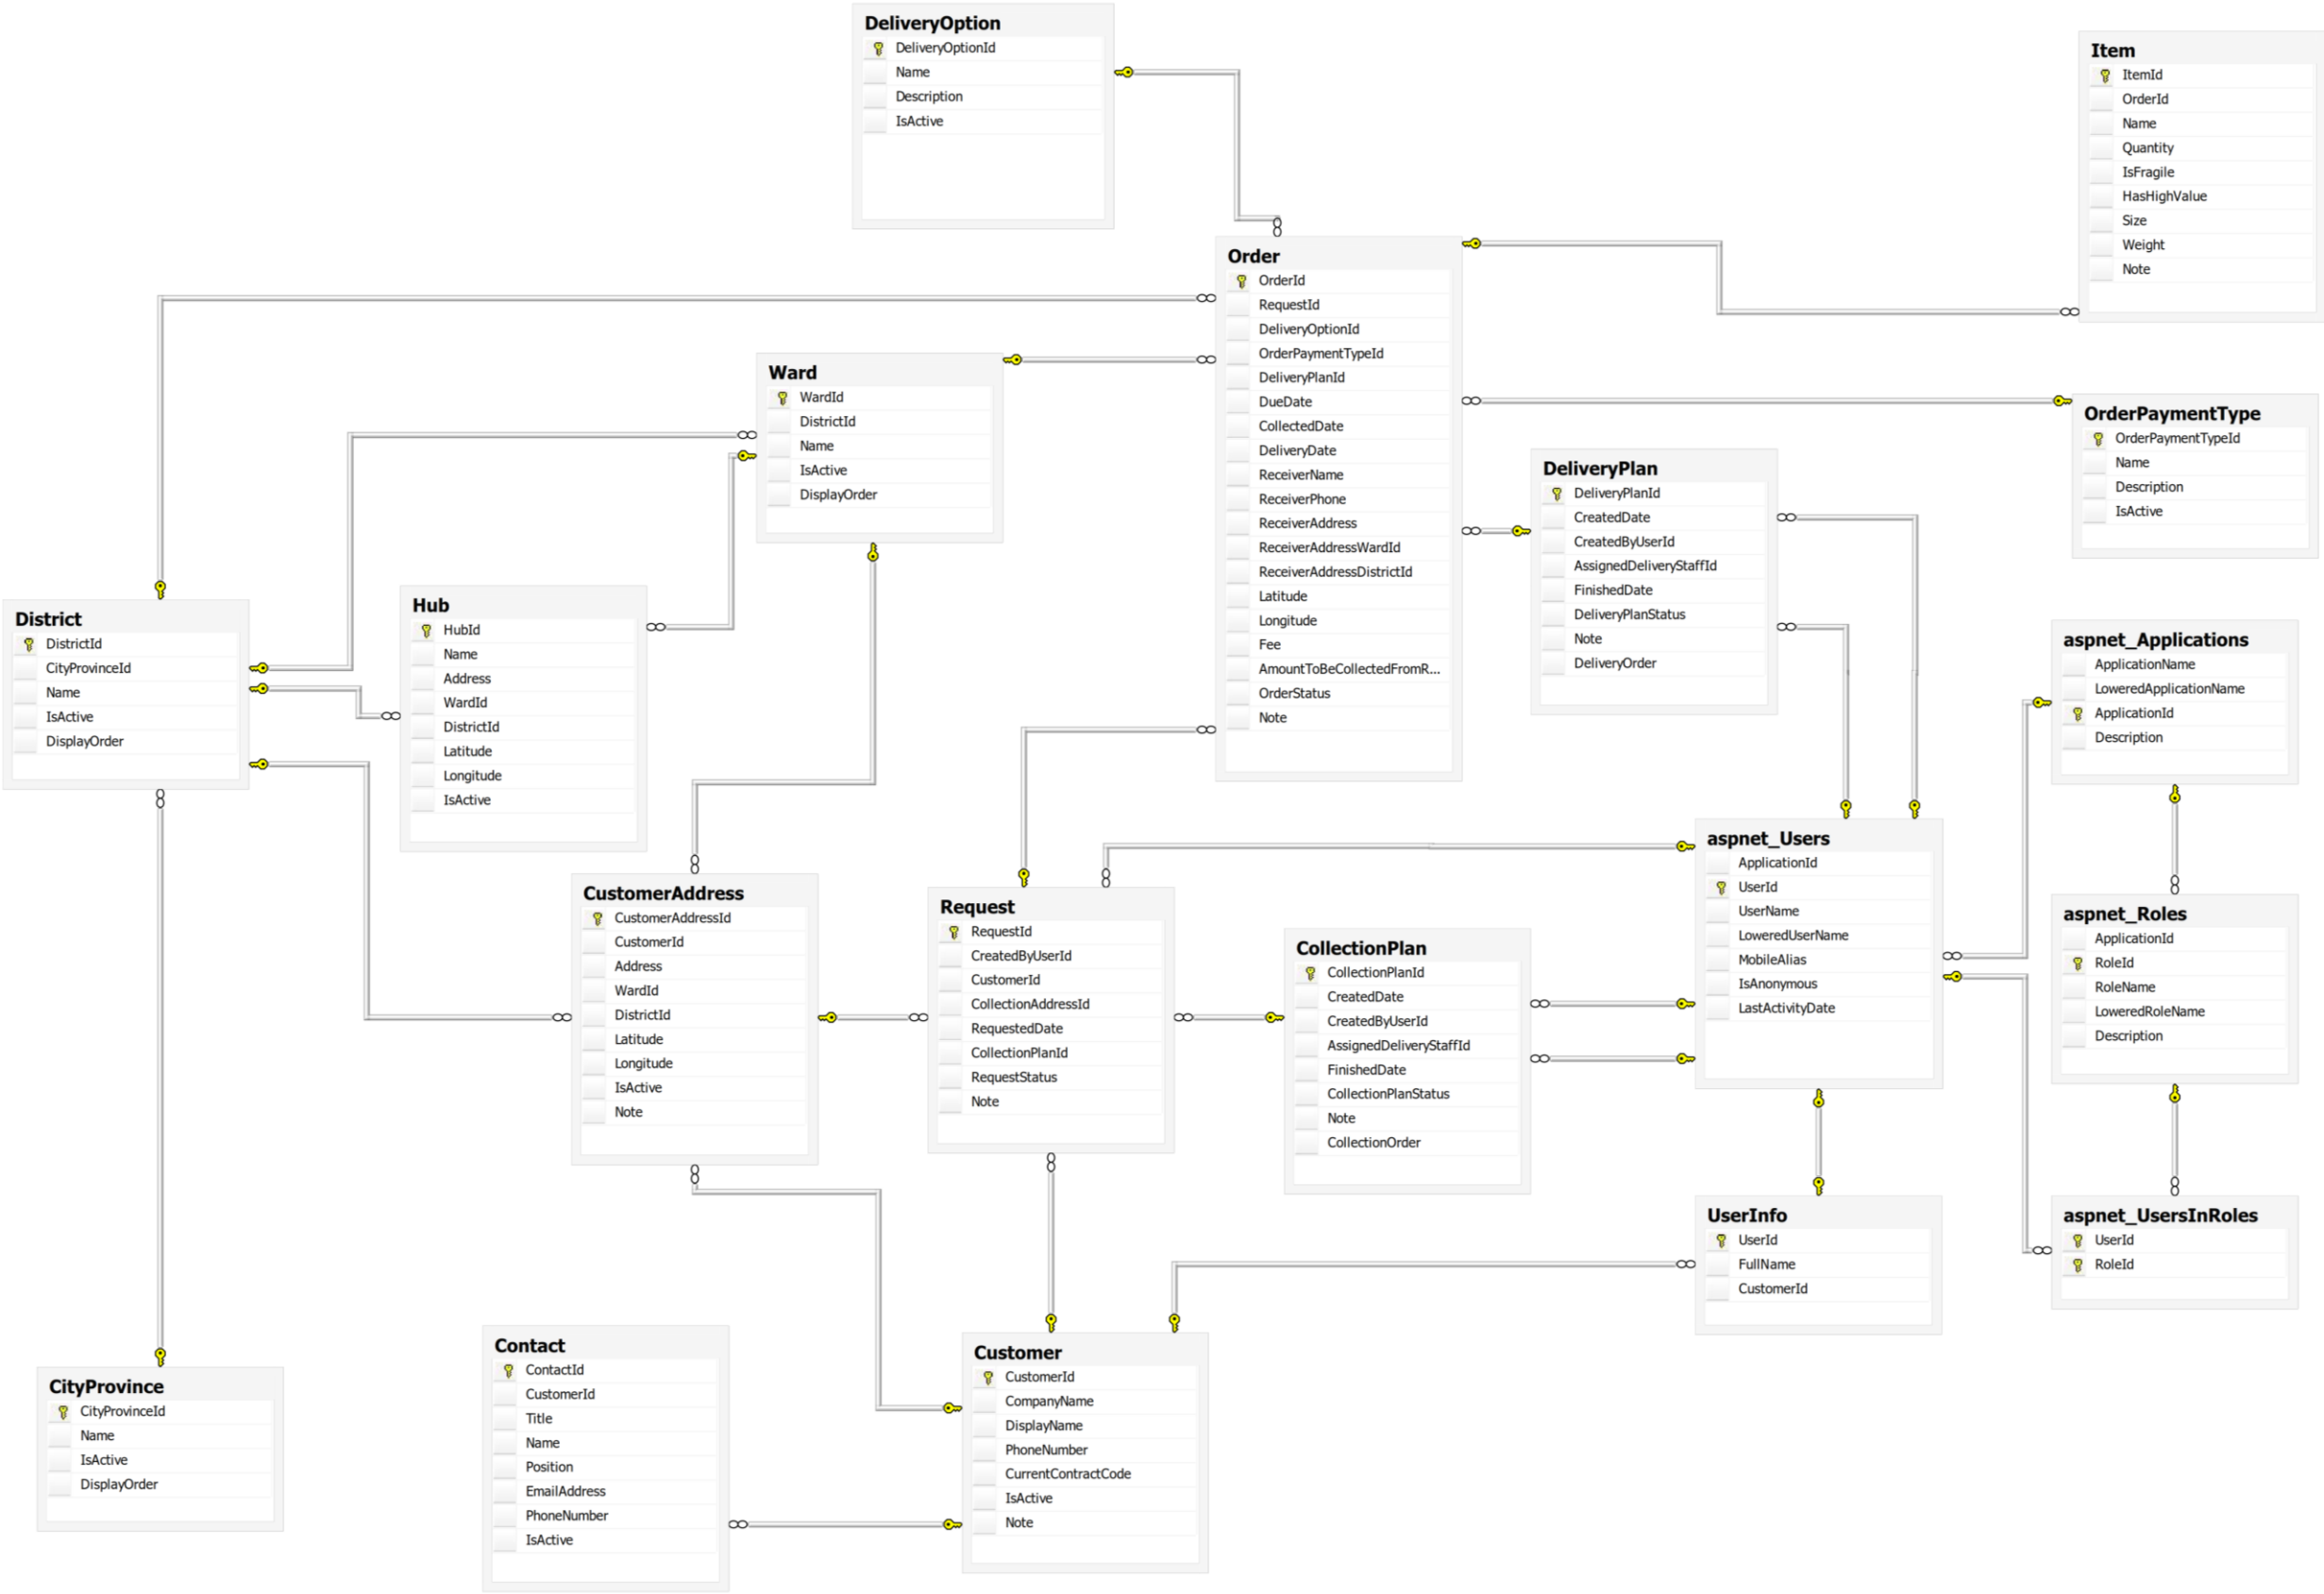 DeliveryOption
DeliveryOptionId
Name
Description
IsActive
Item
ItemId
OrderId
Name
Quantity
IsFragile
HasHighValue
Size
Weight
Note
Order
OrderId
RequestId
DeliveryOptionId
OrderPaymentTypeId
DeliveryPlanId
DueDate
CollectedDate
DeliveryDate
ReceiverName
ReceiverPhone
ReceiverAddress
ReceiverAddressWardId
ReceiverAddressDistrictId
Latitude
Longitude
Fee
AmountToBeCollectedFromR...
OrderStatus
Note
Ward
WardId
DistrictId
Name
IsActive
DisplayOrder
OrderPaymentType
OrderPaymentTypeId
Name
Description
IsActive
DeliveryPlan
DeliveryPlanId
CreatedDate
CreatedByUserId
AssignedDeliveryStaffId
FinishedDate
DeliveryPlanStatus
Note
DeliveryOrder
District
DistrictId
CityProvinceId
Name
IsActive
DisplayOrder
Hub
HubId
Name
Address
WardId
DistrictId
Latitude
Longitude
IsActive
aspnet_Applications
ApplicationName
LoweredApplicationName
ApplicationId
Description
aspnet_Users
ApplicationId
UserId
UserName
LoweredUserName
MobileAlias
IsAnonymous
LastActivityDate
CustomerAddress
CustomerAddressId
CustomerId
Address
WardId
DistrictId
Latitude
Longitude
IsActive
Note
Request
RequestId
CreatedByUserId
CustomerId
CollectionAddressId
RequestedDate
CollectionPlanId
RequestStatus
Note
CollectionPlan
CollectionPlanId
CreatedDate
CreatedByUserId
AssignedDeliveryStaffId
FinishedDate
CollectionPlanStatus
Note
CollectionOrder
aspnet_Roles
ApplicationId
RoleId
RoleName
LoweredRoleName
Description
UserInfo
UserId
FullName
CustomerId
aspnet_UsersInRoles
UserId
RoleId
Contact
ContactId
CustomerId
Title
Name
Position
EmailAddress
PhoneNumber
IsActive
Customer
CustomerId
CompanyName
DisplayName
PhoneNumber
CurrentContractCode
IsActive
Note
CityProvince
CityProvinceId
Name
IsActive
DisplayOrder